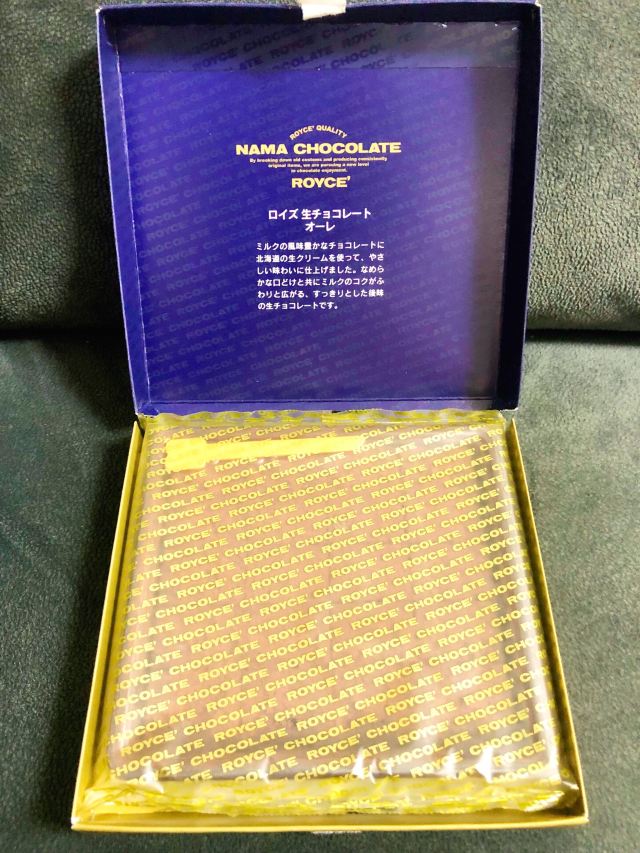 ROYCE' QUALITY
NAMA CHOCOLATE
By breaking down old customs and producing consistently
original items, we are pursuing a new level
in chocolate enjoyment.
ROYCE'
ロイズ 生チョコレート
オーレ
ミルクの風味豊かなチョコレートに
北海道の生クリームを使って、やさ
しい味わいに仕上げました。なめら
かな口どけと共にミルクのコクがふ
わりと広がる、すっきりとした後味
の生チョコレートです。
ROYCE' CHOCOLATE ROYCE' CHOCOLATE ROYCE' CHOCOLATE